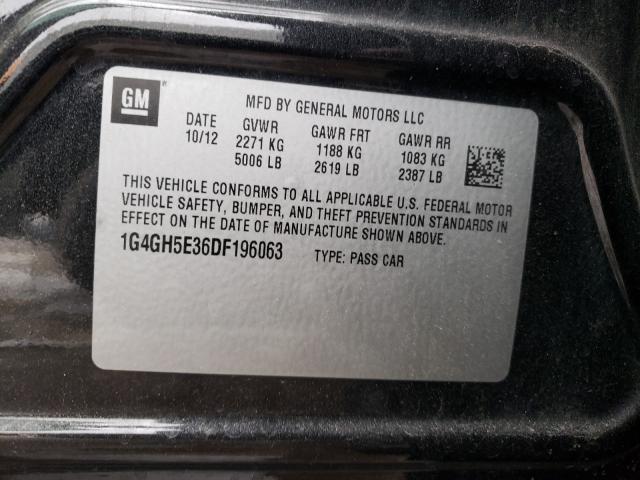 GM
MFD BY GENERAL MOTORS LLC
DATE GVWR GAWR FRT GAWR RR
10/12 2271 KG 1188 KG 1083 KG
5006 LB 2619 LB 2387 LB
THIS VEHICLE CONFORMS TO ALL APPLICABLE U.S. FEDERAL MOTOR
VEHICLE SAFETY, BUMPER, AND THEFT PREVENTION STANDARDS IN
EFFECT ON THE DATE OF MANUFACTURE SHOWN ABOVE.
1G4GH5E36DF196063 TYPE: PASS CAR